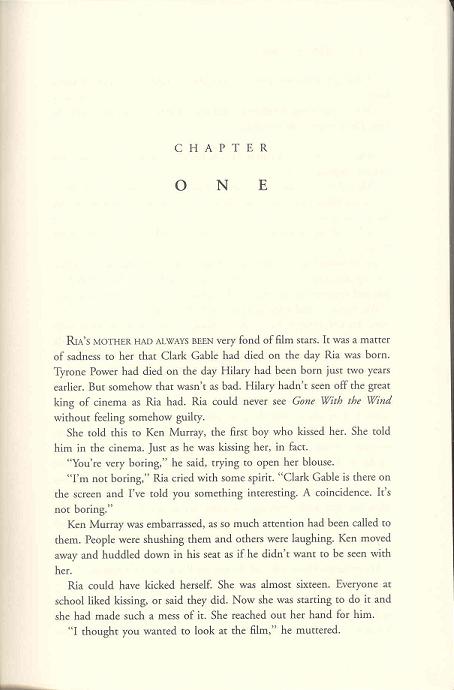 CHAPTER
ONE
RIA'S MOTHER HAD ALWAYS BEEN very fond of film stars. It was a matter
of sadness to her that Clark Gable had died on the day Ria was born.
Tyrone Power had died on the day Hilary had been born just two years
earlier. But somehow that wasn't as bad. Hilary hadn't seen off the great
king of cinema as Ria had. Ria could never see Gone With the Wind
without feeling somehow guilty.
She told this to Ken Murray, the first boy who kissed her. She told
him in the cinema. Just as he was kissing her, in fact.
“You're very boring,” he said, trying to open her blouse.
“I'm not boring,” Ria cried with some spirit. “Clark Gable is there on
the screen and I've told you something interesting. A coincidence. It's
not boring.”
Ken Murray was embarrassed, as so much attention had been called to
them. People were shushing them and others were laughing. Ken moved
away and huddled down in his seat as if he didn't want to be seen with
her.
Ria could have kicked herself. She was almost sixteen. Everyone at
school liked kissing, or said they did. Now she was starting to do it and
she had made such a mess of it. She reached out her hand for him.
“I thought you wanted to look at the film,” he muttered.